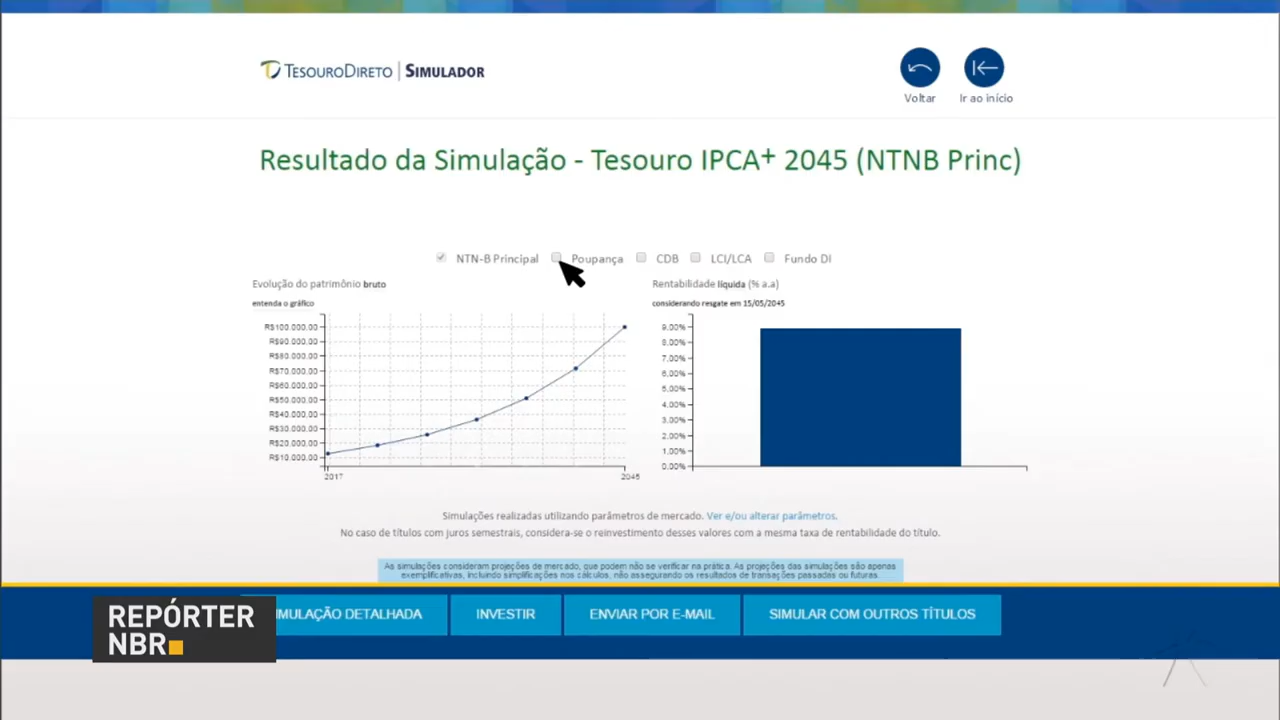 TESOURODIRETO | SIMULADOR
Voltar
Ir ao início
Resultado da Simulação - Tesouro IPCA+ 2045 (NTNB Princ)
NTN-B Principal
Poupança
CDB
LCI/LCA
Fundo DI
Evolução do patrimônio bruto
entenda o gráfico
R$100.000.00
R$90.000.00
R$80.000.00
R$70.000.00
R$60.000.00
R$50.000.00
R$40.000.00
R$30.000.00
R$20.000.00
R$10.000.00
2017
2045
Rentabilidade líquida (% a.a)
considerando resgate em 15/05/2045
9.00%
8.00%
7.00%
6.00%
5.00%
4.00%
3.00%
2.00%
1.00%
0.00%
Simulações realizadas utilizando parâmetros de mercado. Ver e/ou alterar parâmetros.
No caso de títulos com juros semestrais, considera-se o reinvestimento desses valores com a mesma taxa de rentabilidade do título.
As simulações consideram projeções de mercado, que podem não se verificar na prática. As projeções das simulações são apenas
exemplificativas, incluindo simplificações nos cálculos, não assegurando os resultados de transações passadas ou futuras.
IMULAÇÃO DETALHADA
INVESTIR
ENVIAR POR E-MAIL
SIMULAR COM OUTROS TÍTULOS
REPÓRTER
NBR